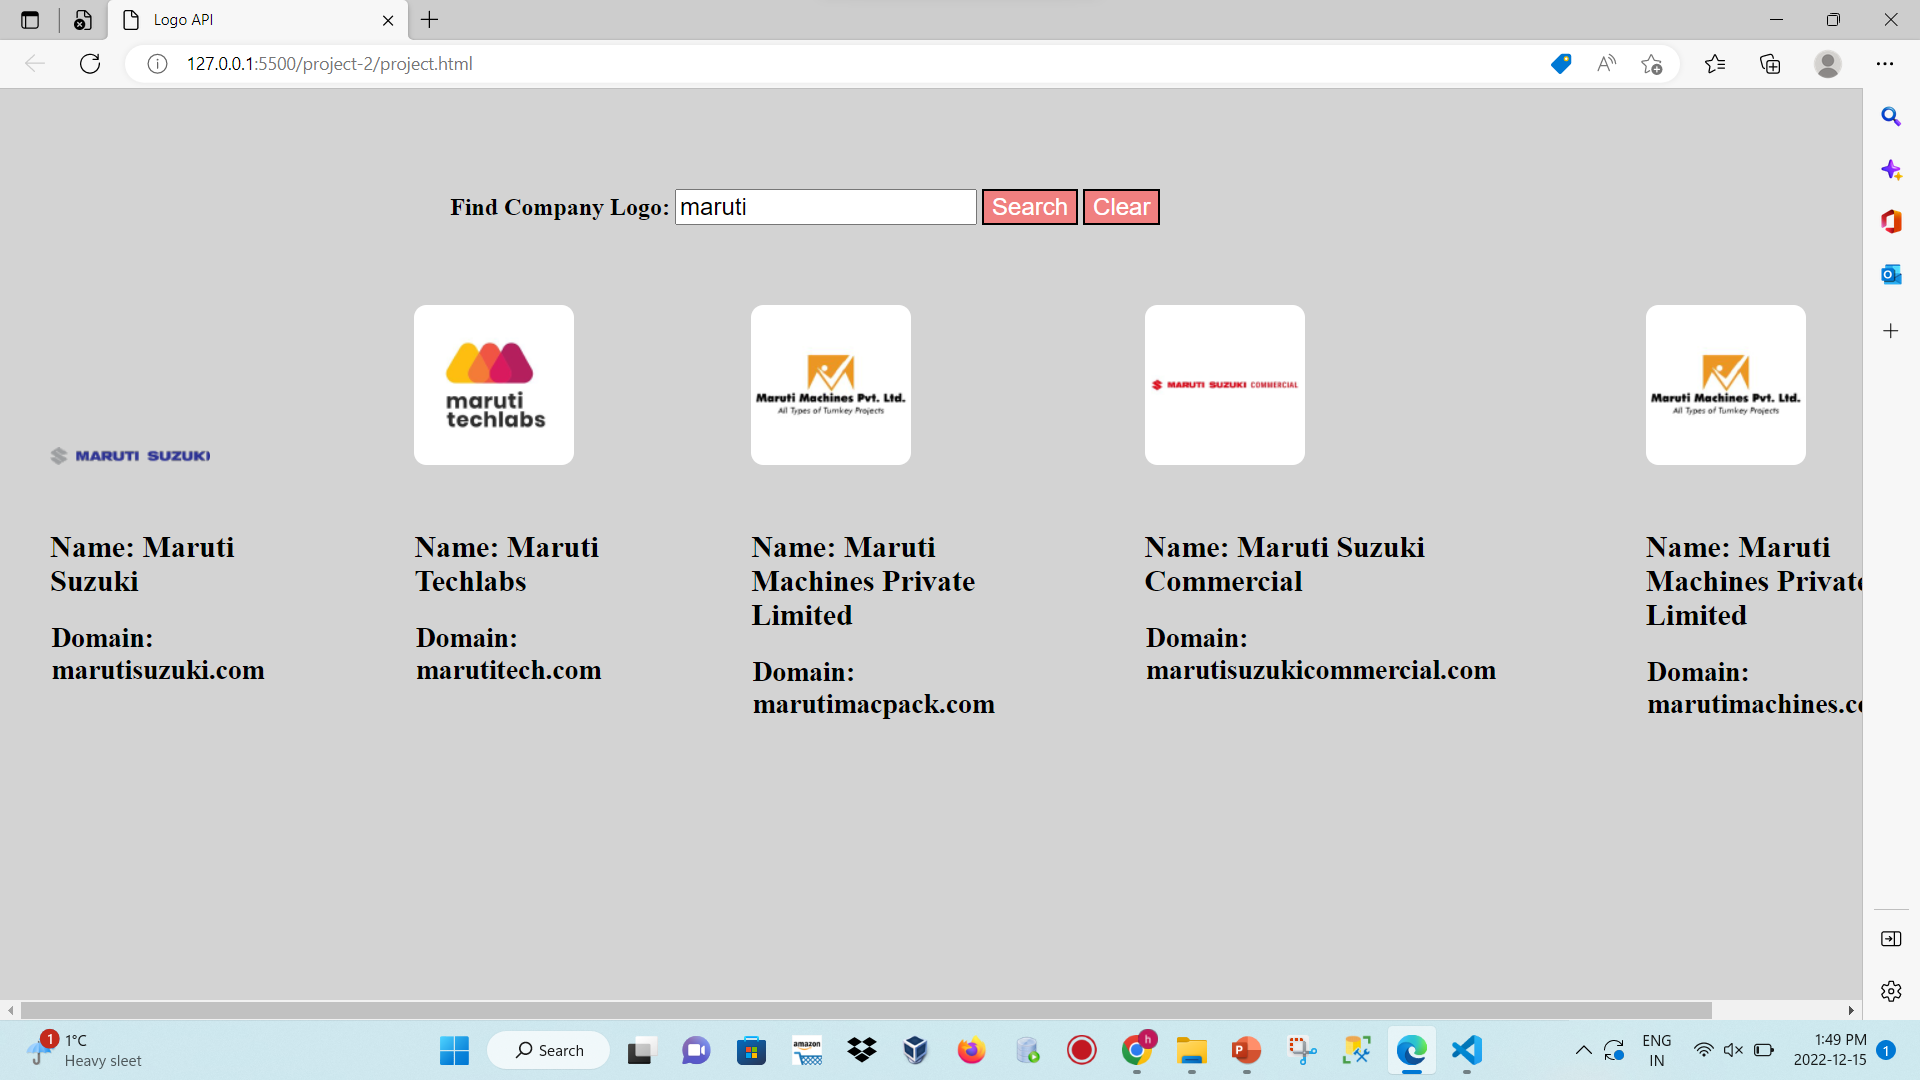 Logo API
127.0.0.1:5500/project-2/project.html
Find Company Logo: maruti Search Clear
MARUTI SUZUKI
maruti
techlabs
Maruti Machines Pvt. Ltd.
All Types of Turnkey Projects
MARUTI SUZUKI COMMERCIAL
Maruti Machines Pvt. Ltd.
All Types of Turnkey Projects
Name: Maruti
Suzuki
Domain:
marutisuzuki.com
Name: Maruti
Techlabs
Domain:
marutitech.com
Name: Maruti
Machines Private
Limited
Domain:
marutimacpack.com
Name: Maruti Suzuki
Commercial
Domain:
marutisuzukicommercial.com
Name: Maruti
Machines Private
Limited
Domain:
marutimachines.co
1
1°C
Heavy sleet
Search
amazon
h
P
ENG
IN
1:49 PM
2022-12-15
1